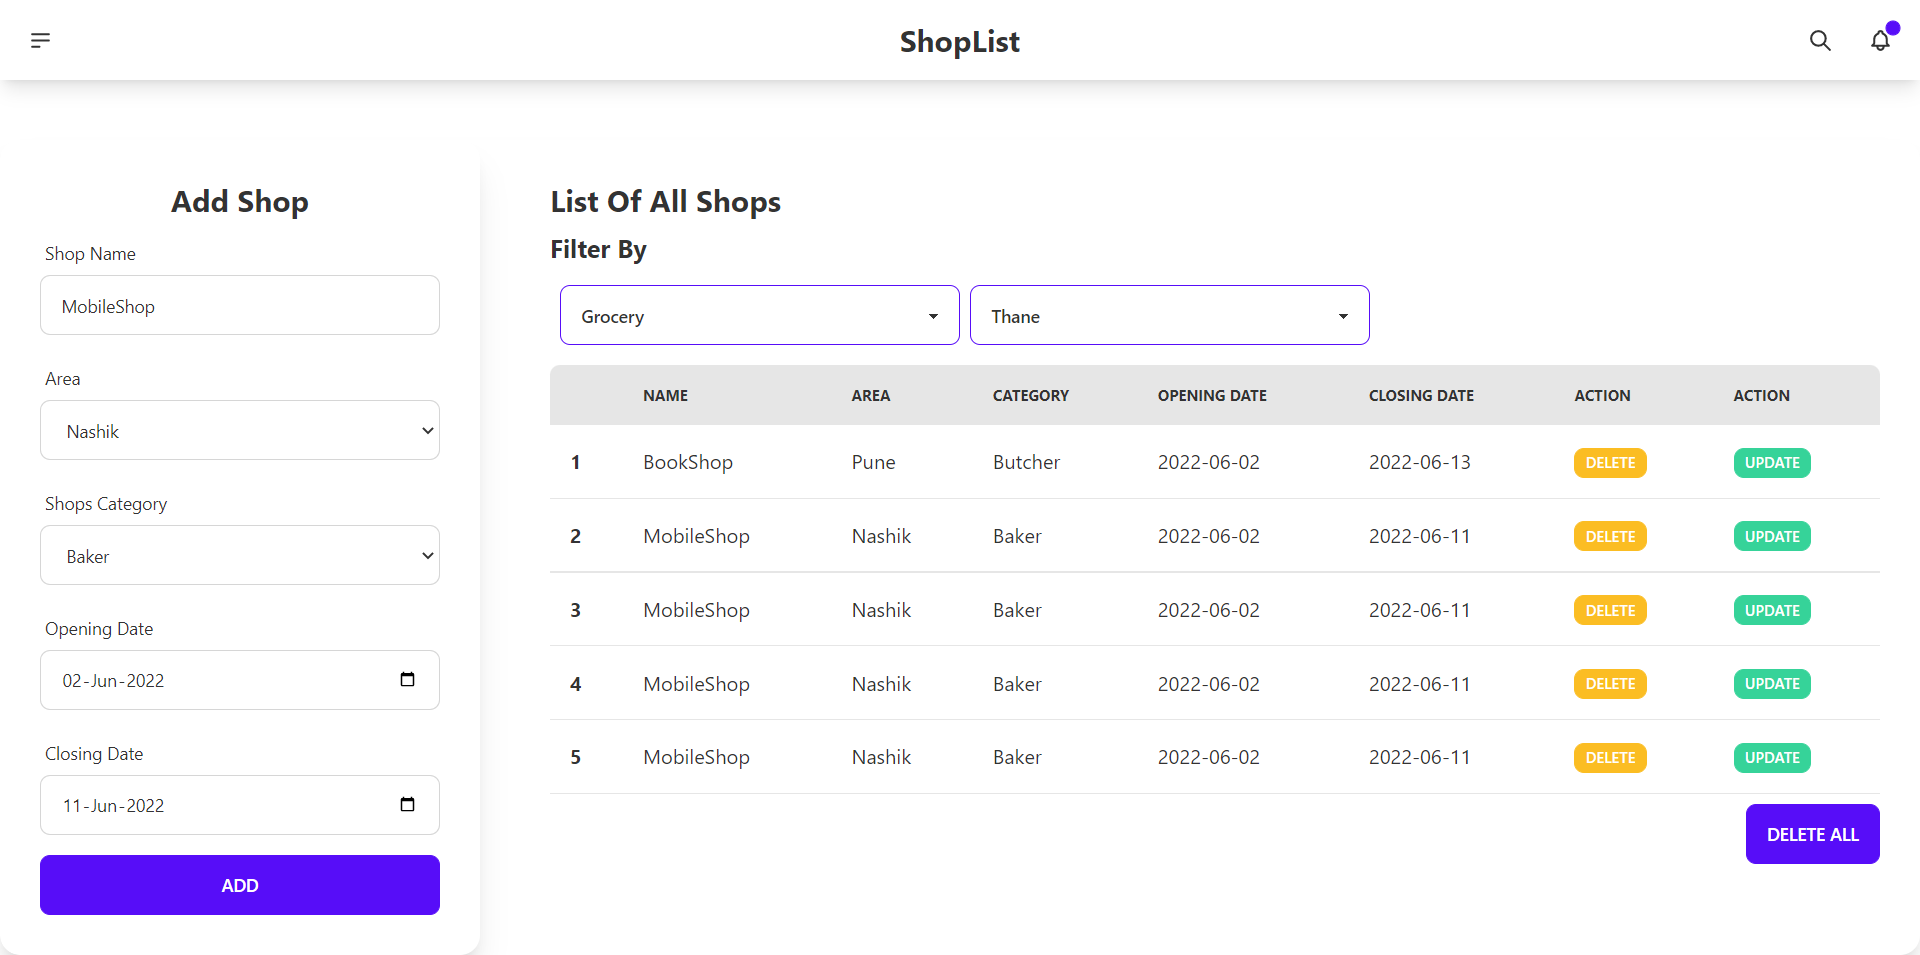 ShopList
Add Shop
Shop Name
MobileShop
Area
Nashik
Shops Category
Baker
Opening Date
02-Jun-2022
Closing Date
11-Jun-2022
ADD
List Of All Shops
Filter By
Grocery Thane
NAME AREA CATEGORY OPENING DATE CLOSING DATE ACTION ACTION
1 BookShop Pune Butcher 2022-06-02 2022-06-13 DELETE UPDATE
2 MobileShop Nashik Baker 2022-06-02 2022-06-11 DELETE UPDATE
3 MobileShop Nashik Baker 2022-06-02 2022-06-11 DELETE UPDATE
4 MobileShop Nashik Baker 2022-06-02 2022-06-11 DELETE UPDATE
5 MobileShop Nashik Baker 2022-06-02 2022-06-11 DELETE UPDATE
DELETE ALL